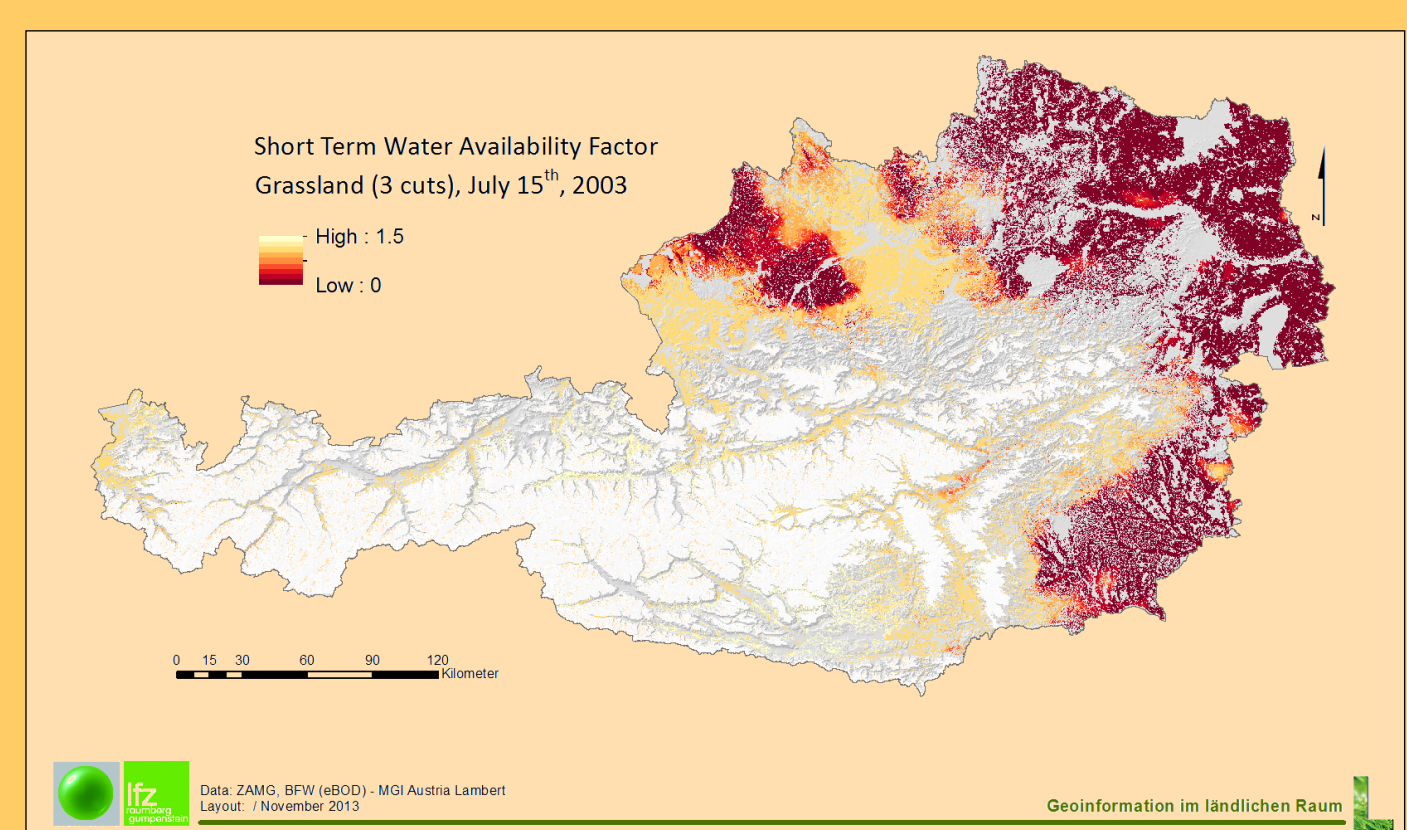 Short Term Water Availability Factor
Grassland (3 cuts), July 15th, 2003
High : 1.5
Low : 0
N
0 15 30 60 90 120
Kilometer
lfz
raumberg
gumpenstein
Data: ZAMG, BFW (eBOD) - MGI Austria Lambert
Layout: / November 2013
Geoinformation im ländlichen Raum